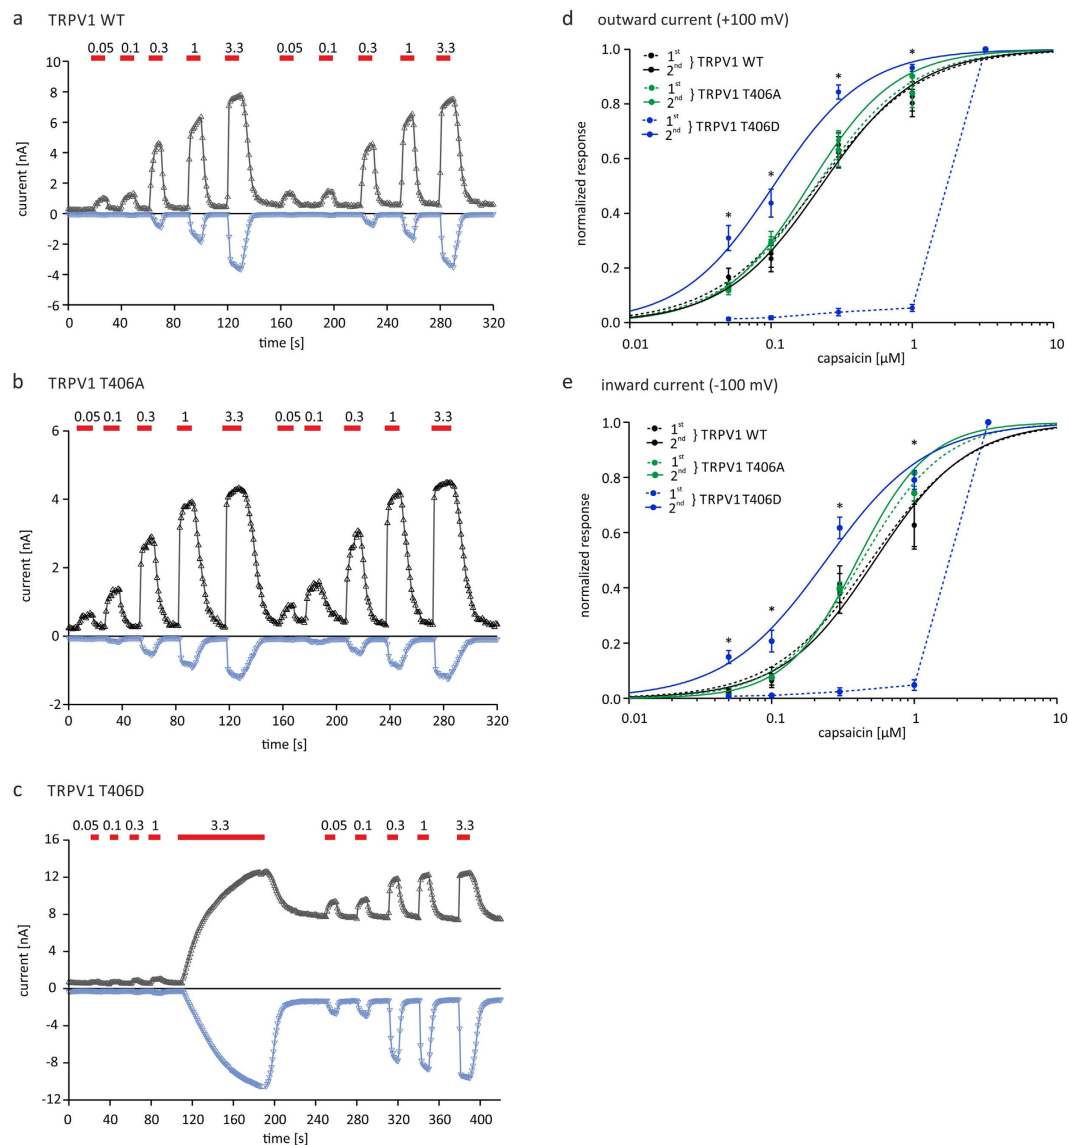 a TRPV1 WT
0.05 0.1 0.3 1 3.3 0.05 0.1 0.3 1 3.3
10
8
6
4
2
0
-2
-4
-6
cuurent [nA]
0 40 80 120 160 200 240 280 320
time [s]
b TRPV1 T406A
0.05 0.1 0.3 1 3.3 0.05 0.1 0.3 1 3.3
6
4
2
0
-2
current [nA]
0 40 80 120 160 200 240 280 320
time [s]
c TRPV1 T406D
0.05 0.1 0.3 1 3.3 0.05 0.1 0.3 1 3.3
16
12
8
4
0
-4
-8
-12
current [nA]
0 40 80 120 160 200 240 280 320 360 400
time [s]
d outward current (+100 mV)
1.0
0.8
0.6
0.4
0.2
0.0
normalized response
1st
2nd } TRPV1 WT
1st
2nd } TRPV1 T406A
1st
2nd } TRPV1 T406D
* * * *
0.01 0.1 1 10
capsaicin [µM]
e inward current (-100 mV)
1.0
0.8
0.6
0.4
0.2
0.0
normalized response
1st
2nd } TRPV1 WT
1st
2nd } TRPV1 T406A
1st
2nd } TRPV1T406D
* * * *
0.01 0.1 1 10
capsaicin [µM]